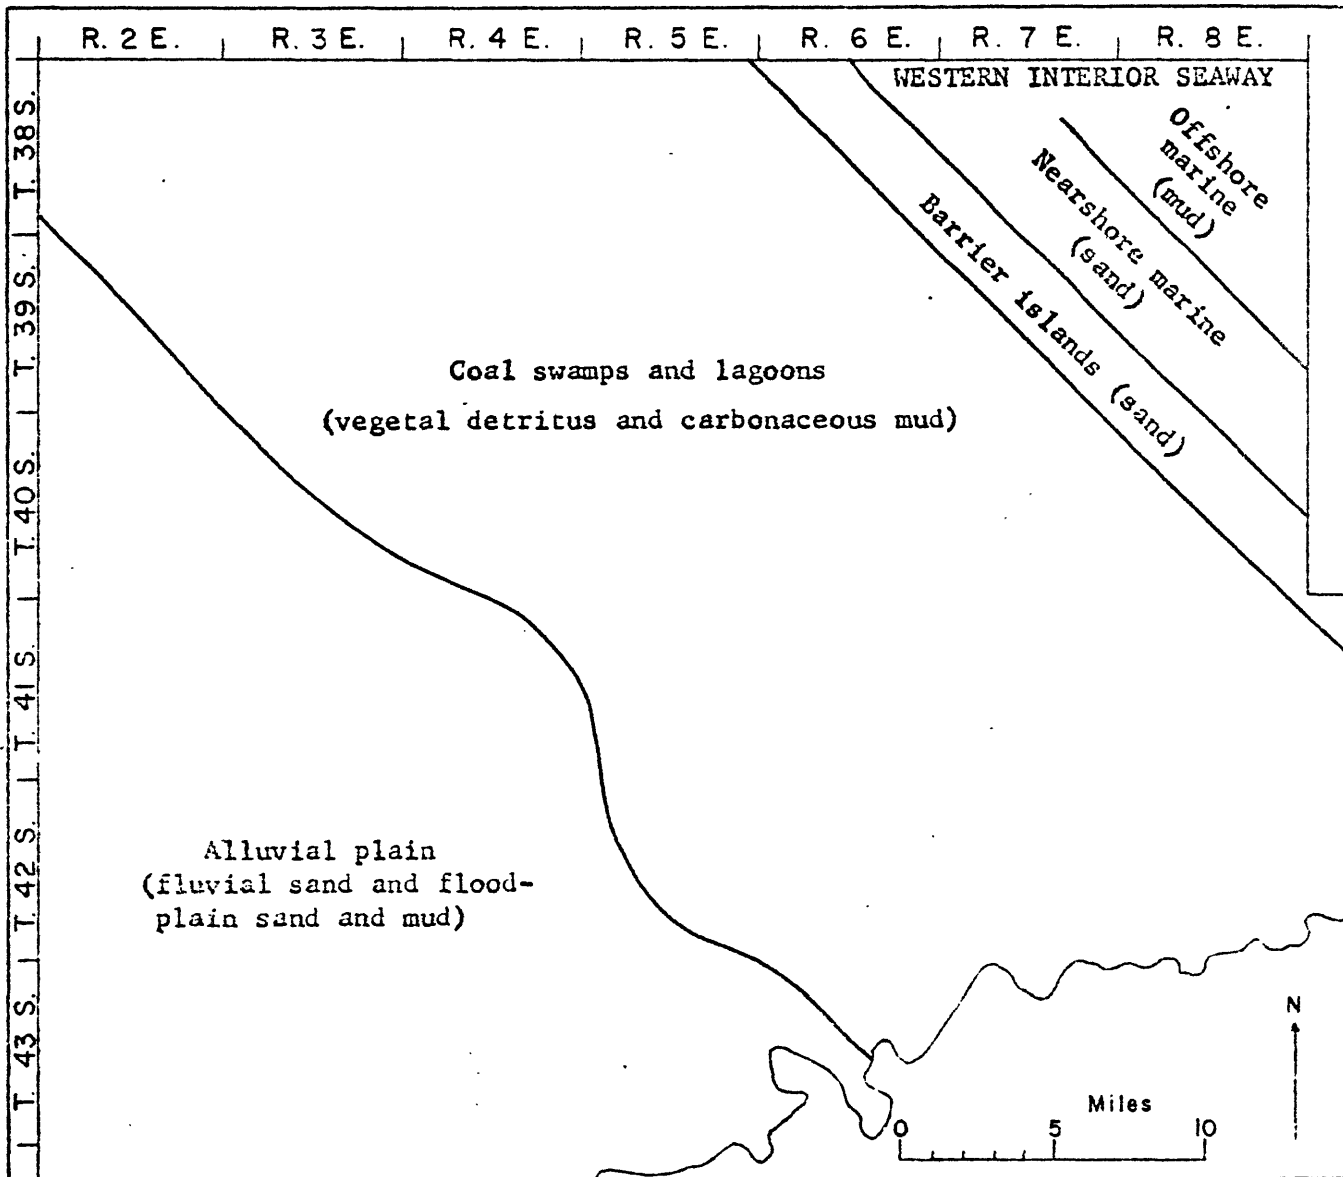 R. 2 E. R. 3 E. R. 4 E. R. 5 E. R. 6 E. R. 7 E. R. 8 E.
WESTERN INTERIOR SEAWAY
T. 38 S.
T. 39 S.
T. 40 S.
T. 41 S.
T. 42 S.
T. 43 S.
Offshore
marine
(mud)
Nearshore marine
(sand)
Barrier islands (sand)
Coal swamps and lagoons
(vegetal detritus and carbonaceous mud)
Alluvial plain
(fluvial sand and flood-
plain sand and mud)
N
Miles
0 5 10